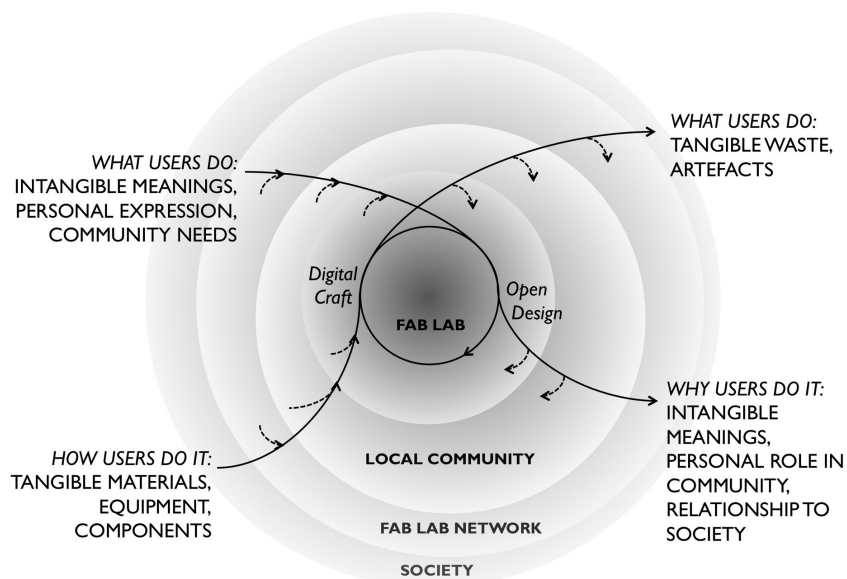 WHAT USERS DO:
INTANGIBLE MEANINGS,
PERSONAL EXPRESSION,
COMMUNITY NEEDS
WHAT USERS DO:
TANGIBLE WASTE,
ARTEFACTS
Digital
Craft
Open
Design
FAB LAB
HOW USERS DO IT:
TANGIBLE MATERIALS,
EQUIPMENT,
COMPONENTS
WHY USERS DO IT:
INTANGIBLE
MEANINGS,
PERSONAL ROLE IN
COMMUNITY,
RELATIONSHIP TO
SOCIETY
LOCAL COMMUNITY
FAB LAB NETWORK
SOCIETY